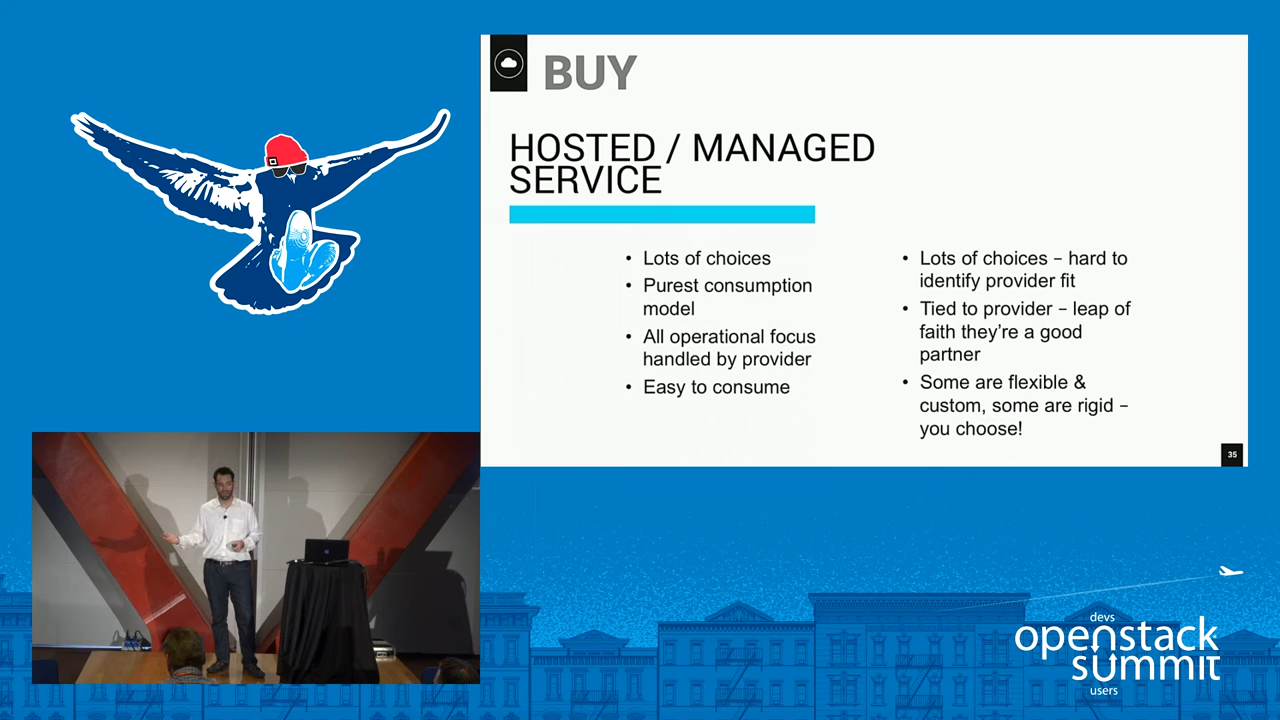 BUY
HOSTED / MANAGED
SERVICE
• Lots of choices
• Purest consumption
model
• All operational focus
handled by provider
• Easy to consume
• Lots of choices – hard to
identify provider fit
• Tied to provider – leap of
faith they're a good
partner
• Some are flexible &
custom, some are rigid –
you choose!
35
devs
openstack
summit
users